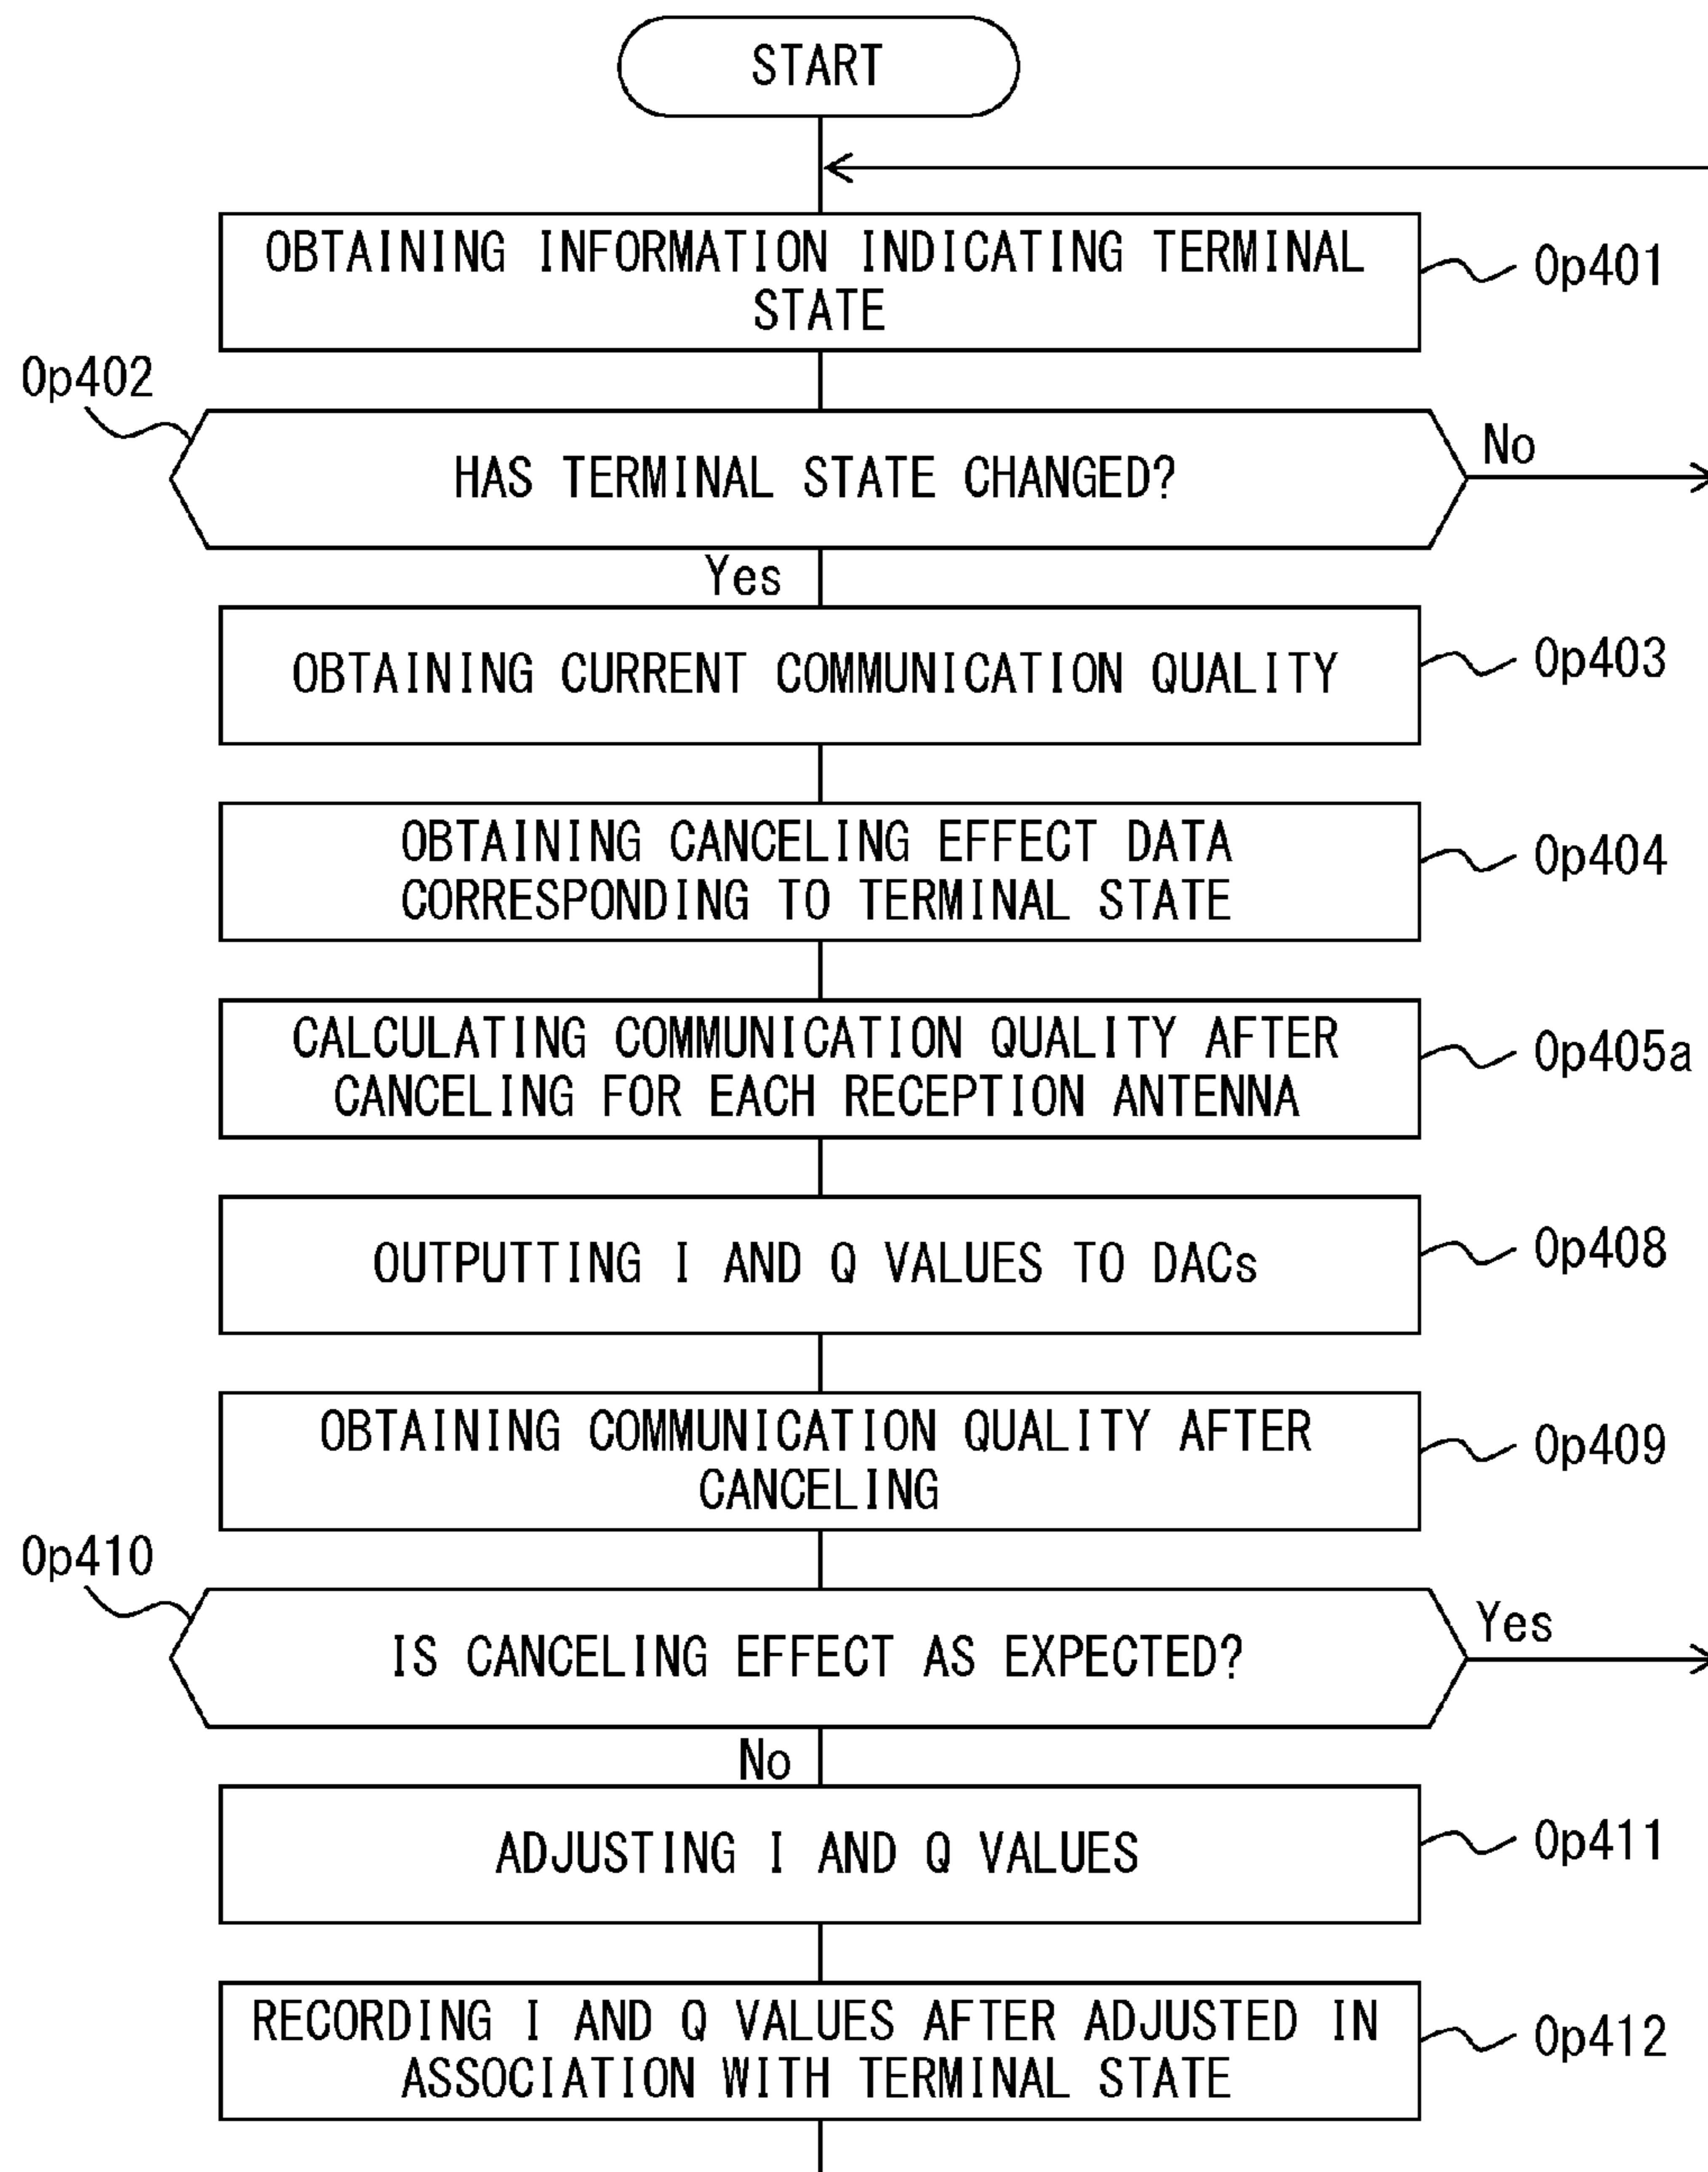 START
OBTAINING INFORMATION INDICATING TERMINAL
STATE
Op401
Op402
HAS TERMINAL STATE CHANGED?
No
Yes
OBTAINING CURRENT COMMUNICATION QUALITY
Op403
OBTAINING CANCELING EFFECT DATA
CORRESPONDING TO TERMINAL STATE
Op404
CALCULATING COMMUNICATION QUALITY AFTER
CANCELING FOR EACH RECEPTION ANTENNA
Op405a
OUTPUTTING I AND Q VALUES TO DACs
Op408
OBTAINING COMMUNICATION QUALITY AFTER
CANCELING
Op409
Op410
IS CANCELING EFFECT AS EXPECTED?
Yes
No
ADJUSTING I AND Q VALUES
Op411
RECORDING I AND Q VALUES AFTER ADJUSTED IN
ASSOCIATION WITH TERMINAL STATE
Op412